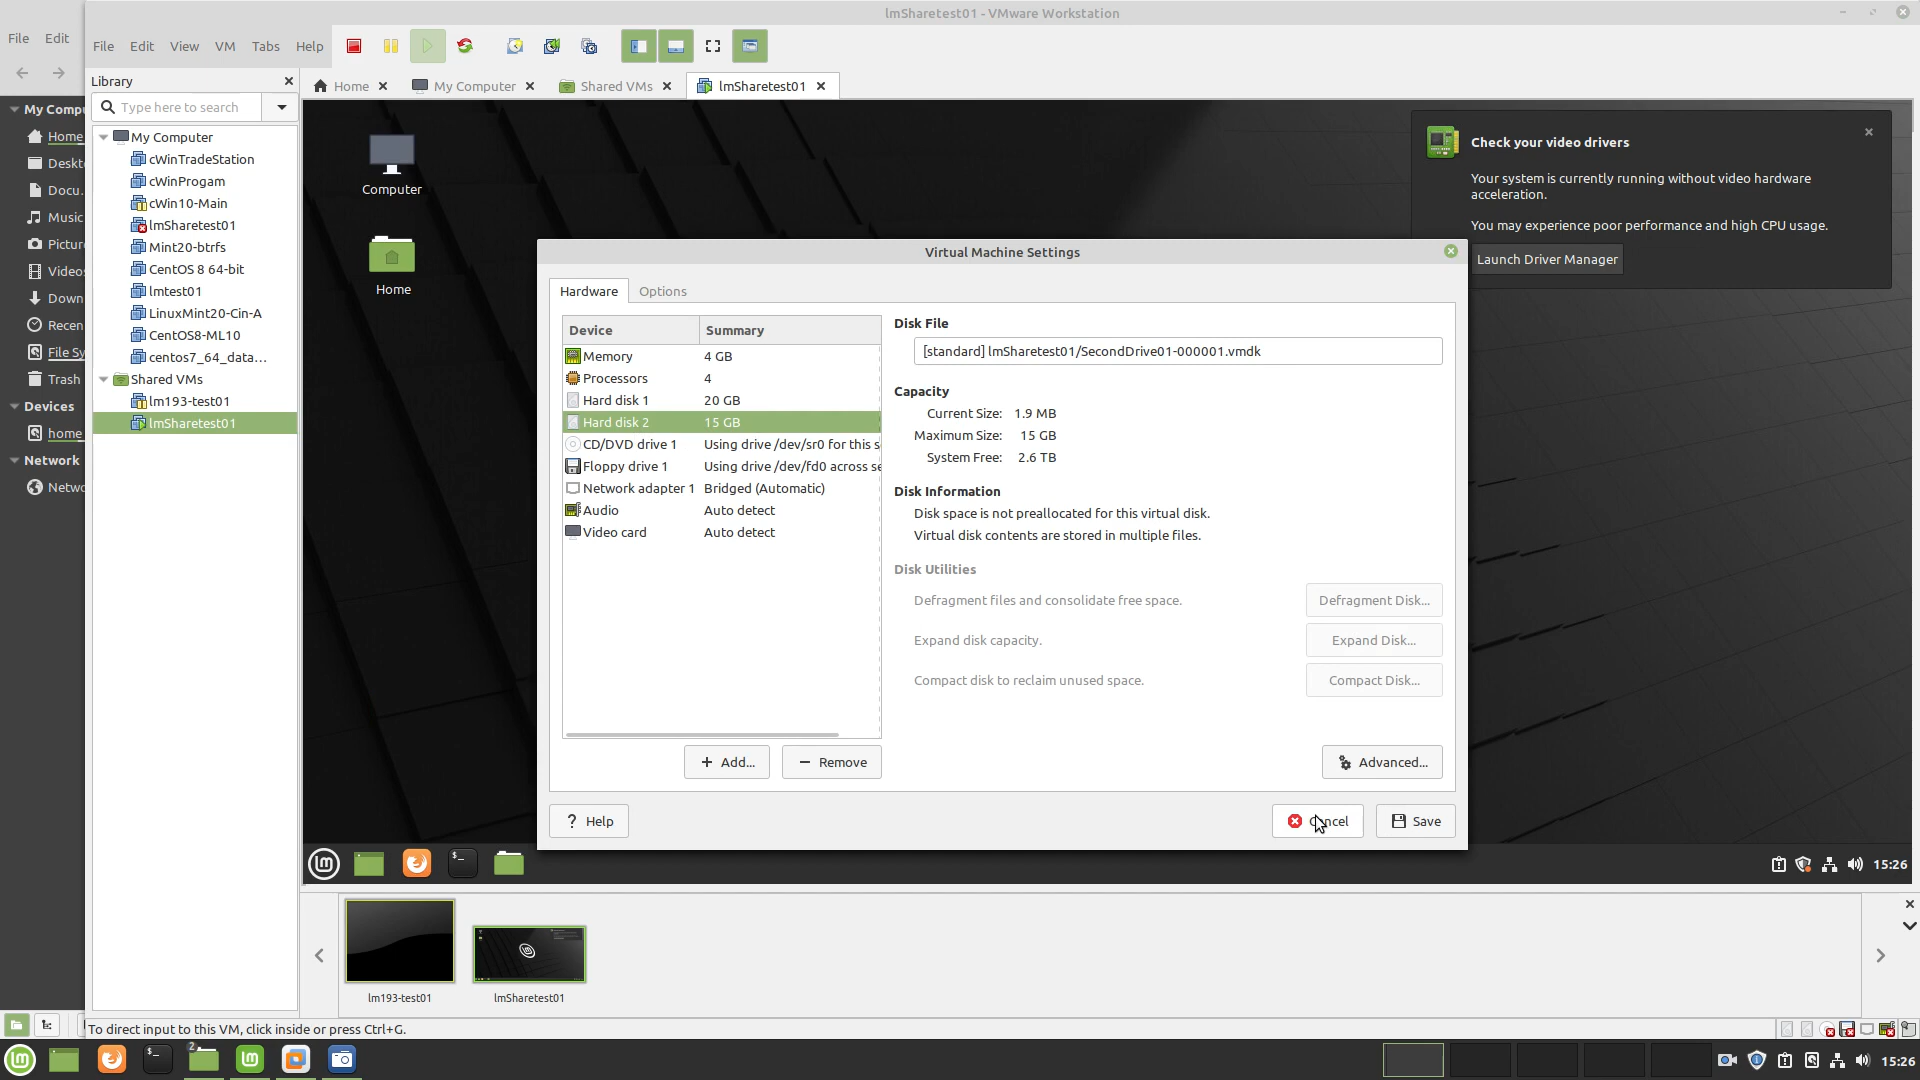 lmSharetest01 - VMware Workstation
File Edit
File Edit View VM Tabs Help
Library
Home
My Computer
Shared VMs
lmSharetest01
Type here to search
My Compu
Home
Deskt
Docu.
Music
Picture
Videos
Down
Recen
File Sy
Trash
Devices
home
Network
Netwo
My Computer
cWinTradeStation
cWinProgam
cWin10-Main
lmSharetest01
Mint20-btrfs
CentOS 8 64-bit
lmtest01
LinuxMint20-Cin-A
CentOS8-ML10
centos7_64_data...
Shared VMs
lm193-test01
lmSharetest01
Computer
Home
Check your video drivers
Your system is currently running without video hardware
acceleration.
You may experience poor performance and high CPU usage.
Launch Driver Manager
Virtual Machine Settings
Hardware Options
Device Summary
Memory 4 GB
Processors 4
Hard disk 1 20 GB
Hard disk 2 15 GB
CD/DVD drive 1 Using drive /dev/sr0 for this s
Floppy drive 1 Using drive /dev/fd0 across se
Network adapter 1 Bridged (Automatic)
Audio Auto detect
Video card Auto detect
Add... Remove
Disk File
[standard] lmSharetest01/SecondDrive01-000001.vmdk
Capacity
Current Size: 1.9 MB
Maximum Size: 15 GB
System Free: 2.6 TB
Disk Information
Disk space is not preallocated for this virtual disk.
Virtual disk contents are stored in multiple files.
Disk Utilities
Defragment files and consolidate free space. Defragment Disk...
Expand disk capacity. Expand Disk...
Compact disk to reclaim unused space. Compact Disk...
Advanced...
Help Cancel Save
15:26
lm193-test01
lmSharetest01
To direct input to this VM, click inside or press Ctrl+G.
2
15:26